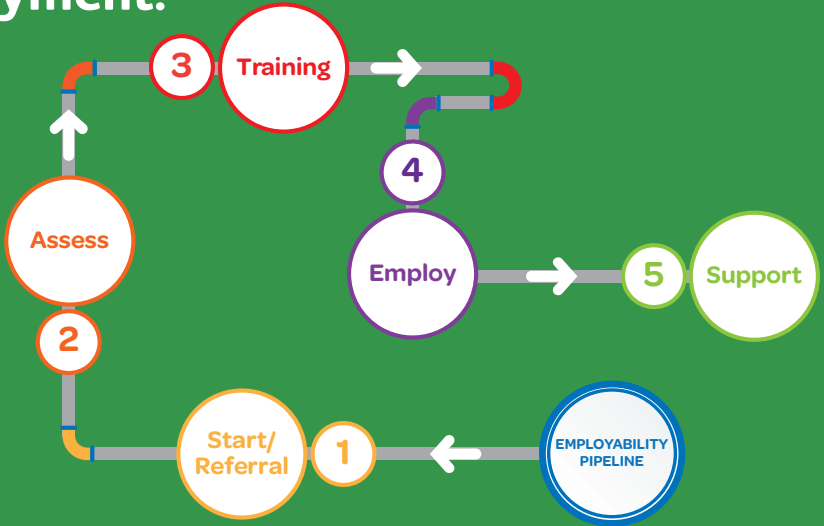 yment.
3
Training
4
Assess
Employ
5
Support
2
Start/
Referral
1
EMPLOYABILITY
PIPELINE